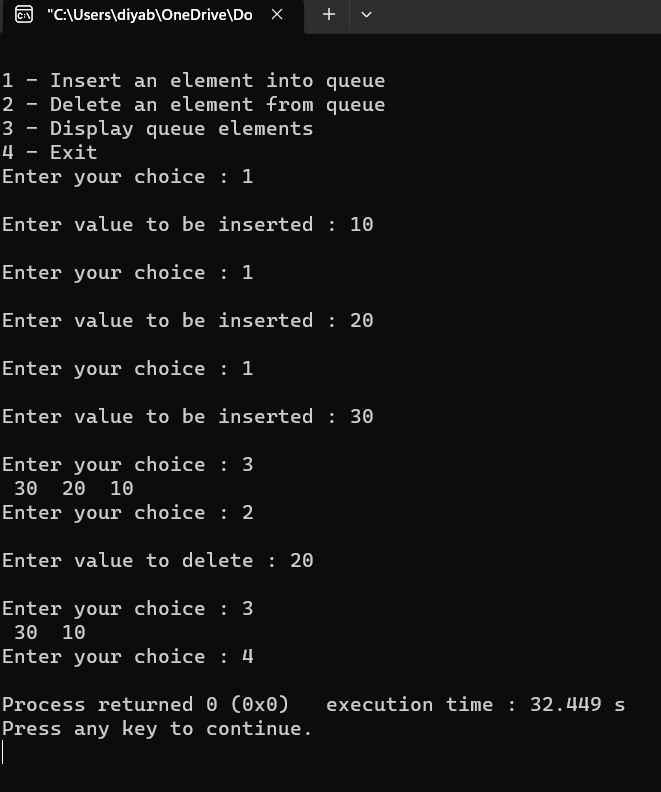 "C:\Users\diyab\OneDrive\Do
1 - Insert an element into queue
2 - Delete an element from queue
3 - Display queue elements
4 - Exit
Enter your choice : 1
Enter value to be inserted : 10
Enter your choice : 1
Enter value to be inserted : 20
Enter your choice : 1
Enter value to be inserted : 30
Enter your choice : 3
30  20  10
Enter your choice : 2
Enter value to delete : 20
Enter your choice : 3
30  10
Enter your choice : 4
Process returned 0 (0x0)   execution time : 32.449 s
Press any key to continue.